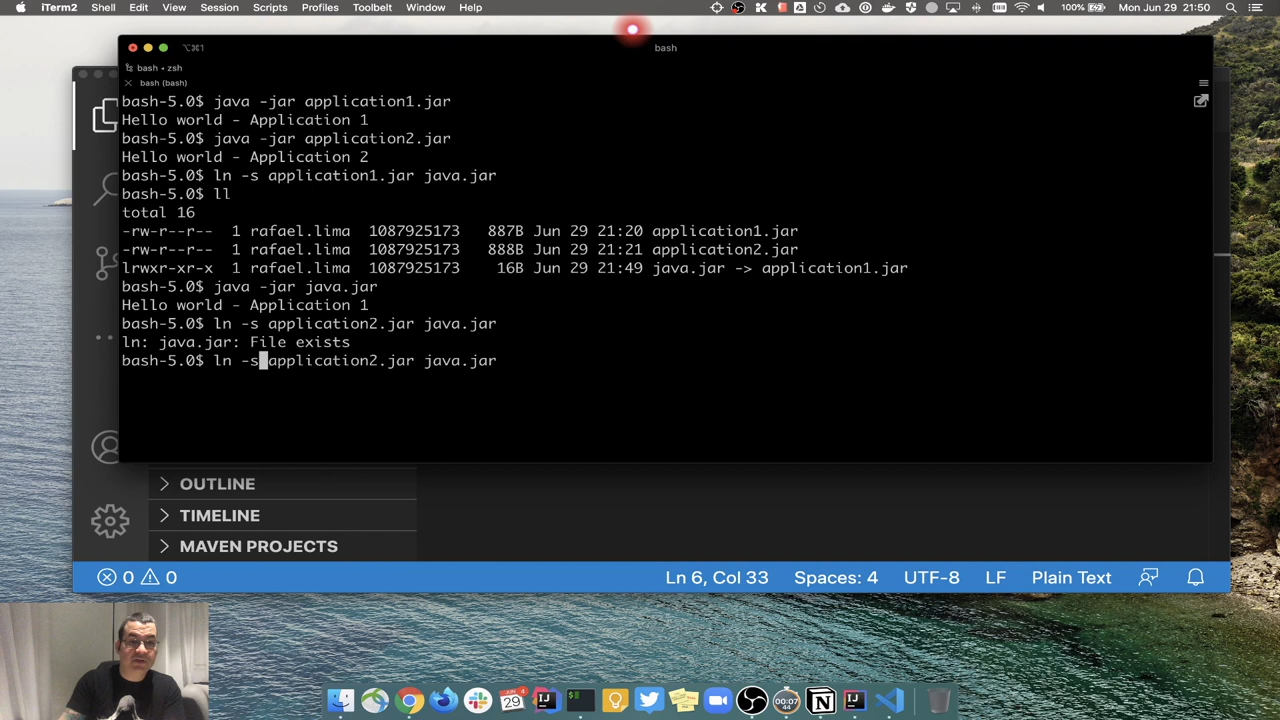 iTerm2 Shell Edit View Session Scripts Profiles Toolbelt Window Help 100% Mon Jun 29 21:50
⌥⌘1 bash
bash • zsh
bash (bash)
bash-5.0$ java -jar application1.jar
Hello world - Application 1
bash-5.0$ java -jar application2.jar
Hello world - Application 2
bash-5.0$ ln -s application1.jar java.jar
bash-5.0$ ll
total 16
-rw-r--r-- 1 rafael.lima 1087925173 887B Jun 29 21:20 application1.jar
-rw-r--r-- 1 rafael.lima 1087925173 888B Jun 29 21:21 application2.jar
lrwxr-xr-x 1 rafael.lima 1087925173 16B Jun 29 21:49 java.jar -> application1.jar
bash-5.0$ java -jar java.jar
Hello world - Application 1
bash-5.0$ ln -s application2.jar java.jar
ln: java.jar: File exists
bash-5.0$ ln -s application2.jar java.jar
OUTLINE
TIMELINE
MAVEN PROJECTS
0 0 Ln 6, Col 33 Spaces: 4 UTF-8 LF Plain Text
29 IJ $ 00:07 44 N IJ